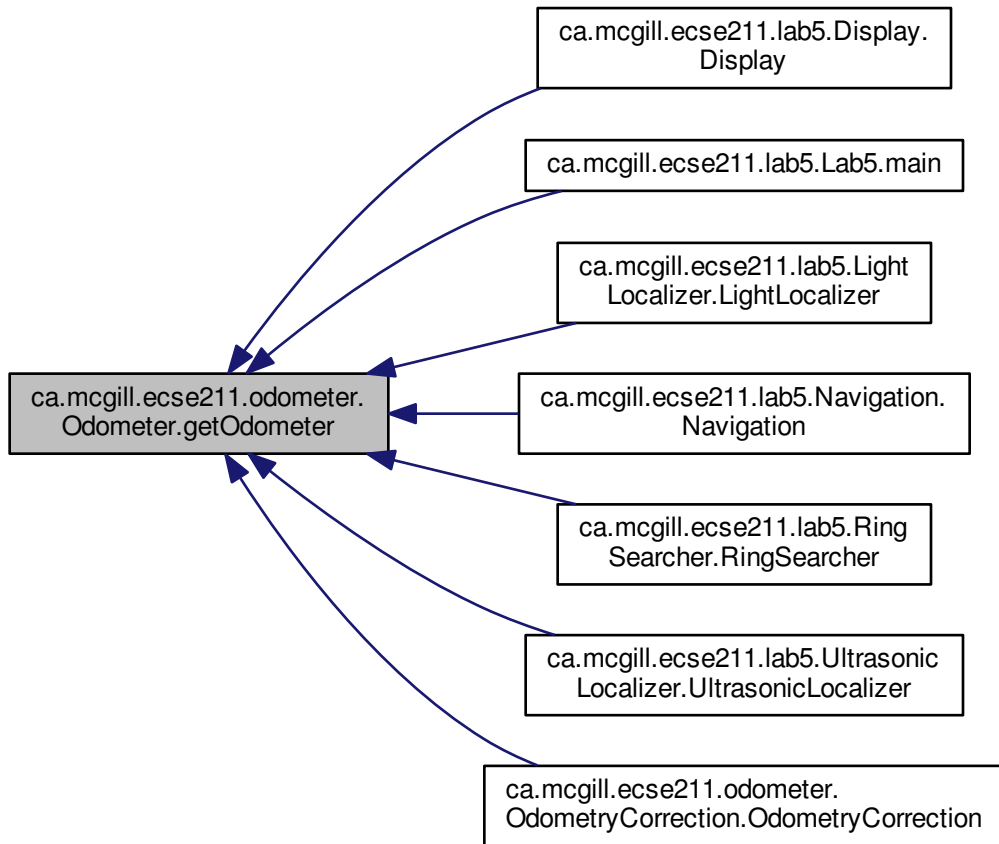 ca.mcgill.ecse211.lab5.Display.
Display
ca.mcgill.ecse211.lab5.Lab5.main
ca.mcgill.ecse211.lab5.Light
Localizer.LightLocalizer
ca.mcgill.ecse211.odometer.
Odometer.getOdometer
ca.mcgill.ecse211.lab5.Navigation.
Navigation
ca.mcgill.ecse211.lab5.Ring
Searcher.RingSearcher
ca.mcgill.ecse211.lab5.Ultrasonic
Localizer.UltrasonicLocalizer
ca.mcgill.ecse211.odometer.
OdometryCorrection.OdometryCorrection